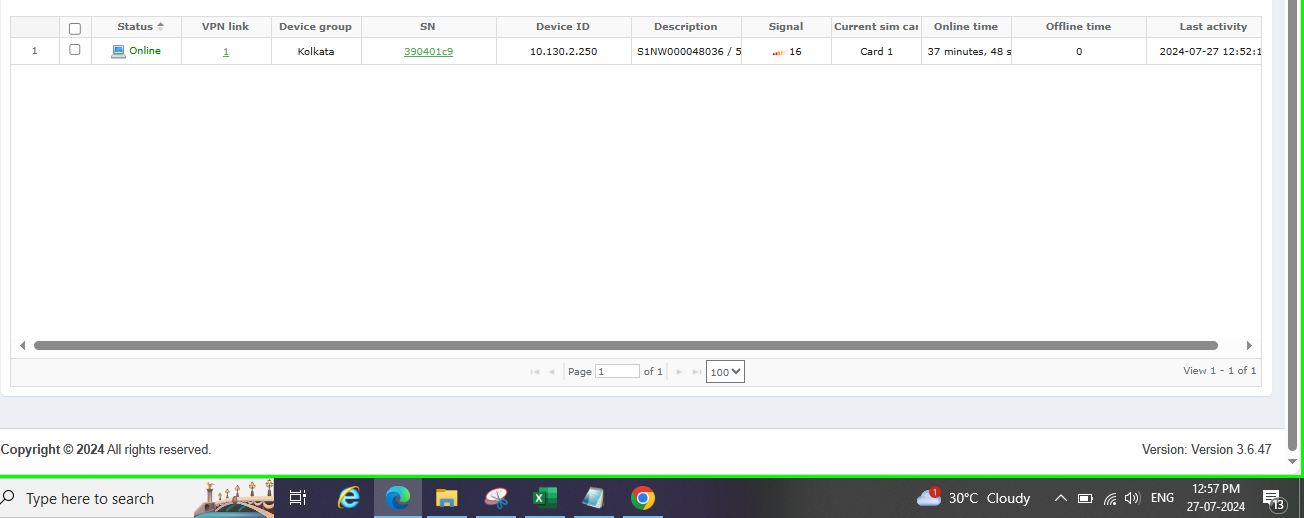 Status VPN link Device group SN Device ID Description Signal Current sim car Online time Offline time Last activity
1 Online 1 Kolkata 390401c9 10.130.2.250 S1NW000048036 / 5 16 Card 1 37 minutes, 48 s 0 2024-07-27 12:52:1
Page 1 of 1 100 View 1 - 1 of 1
Copyright © 2024 All rights reserved. Version: Version 3.6.47
Type here to search 1 30°C Cloudy ENG 12:57 PM
27-07-2024 13